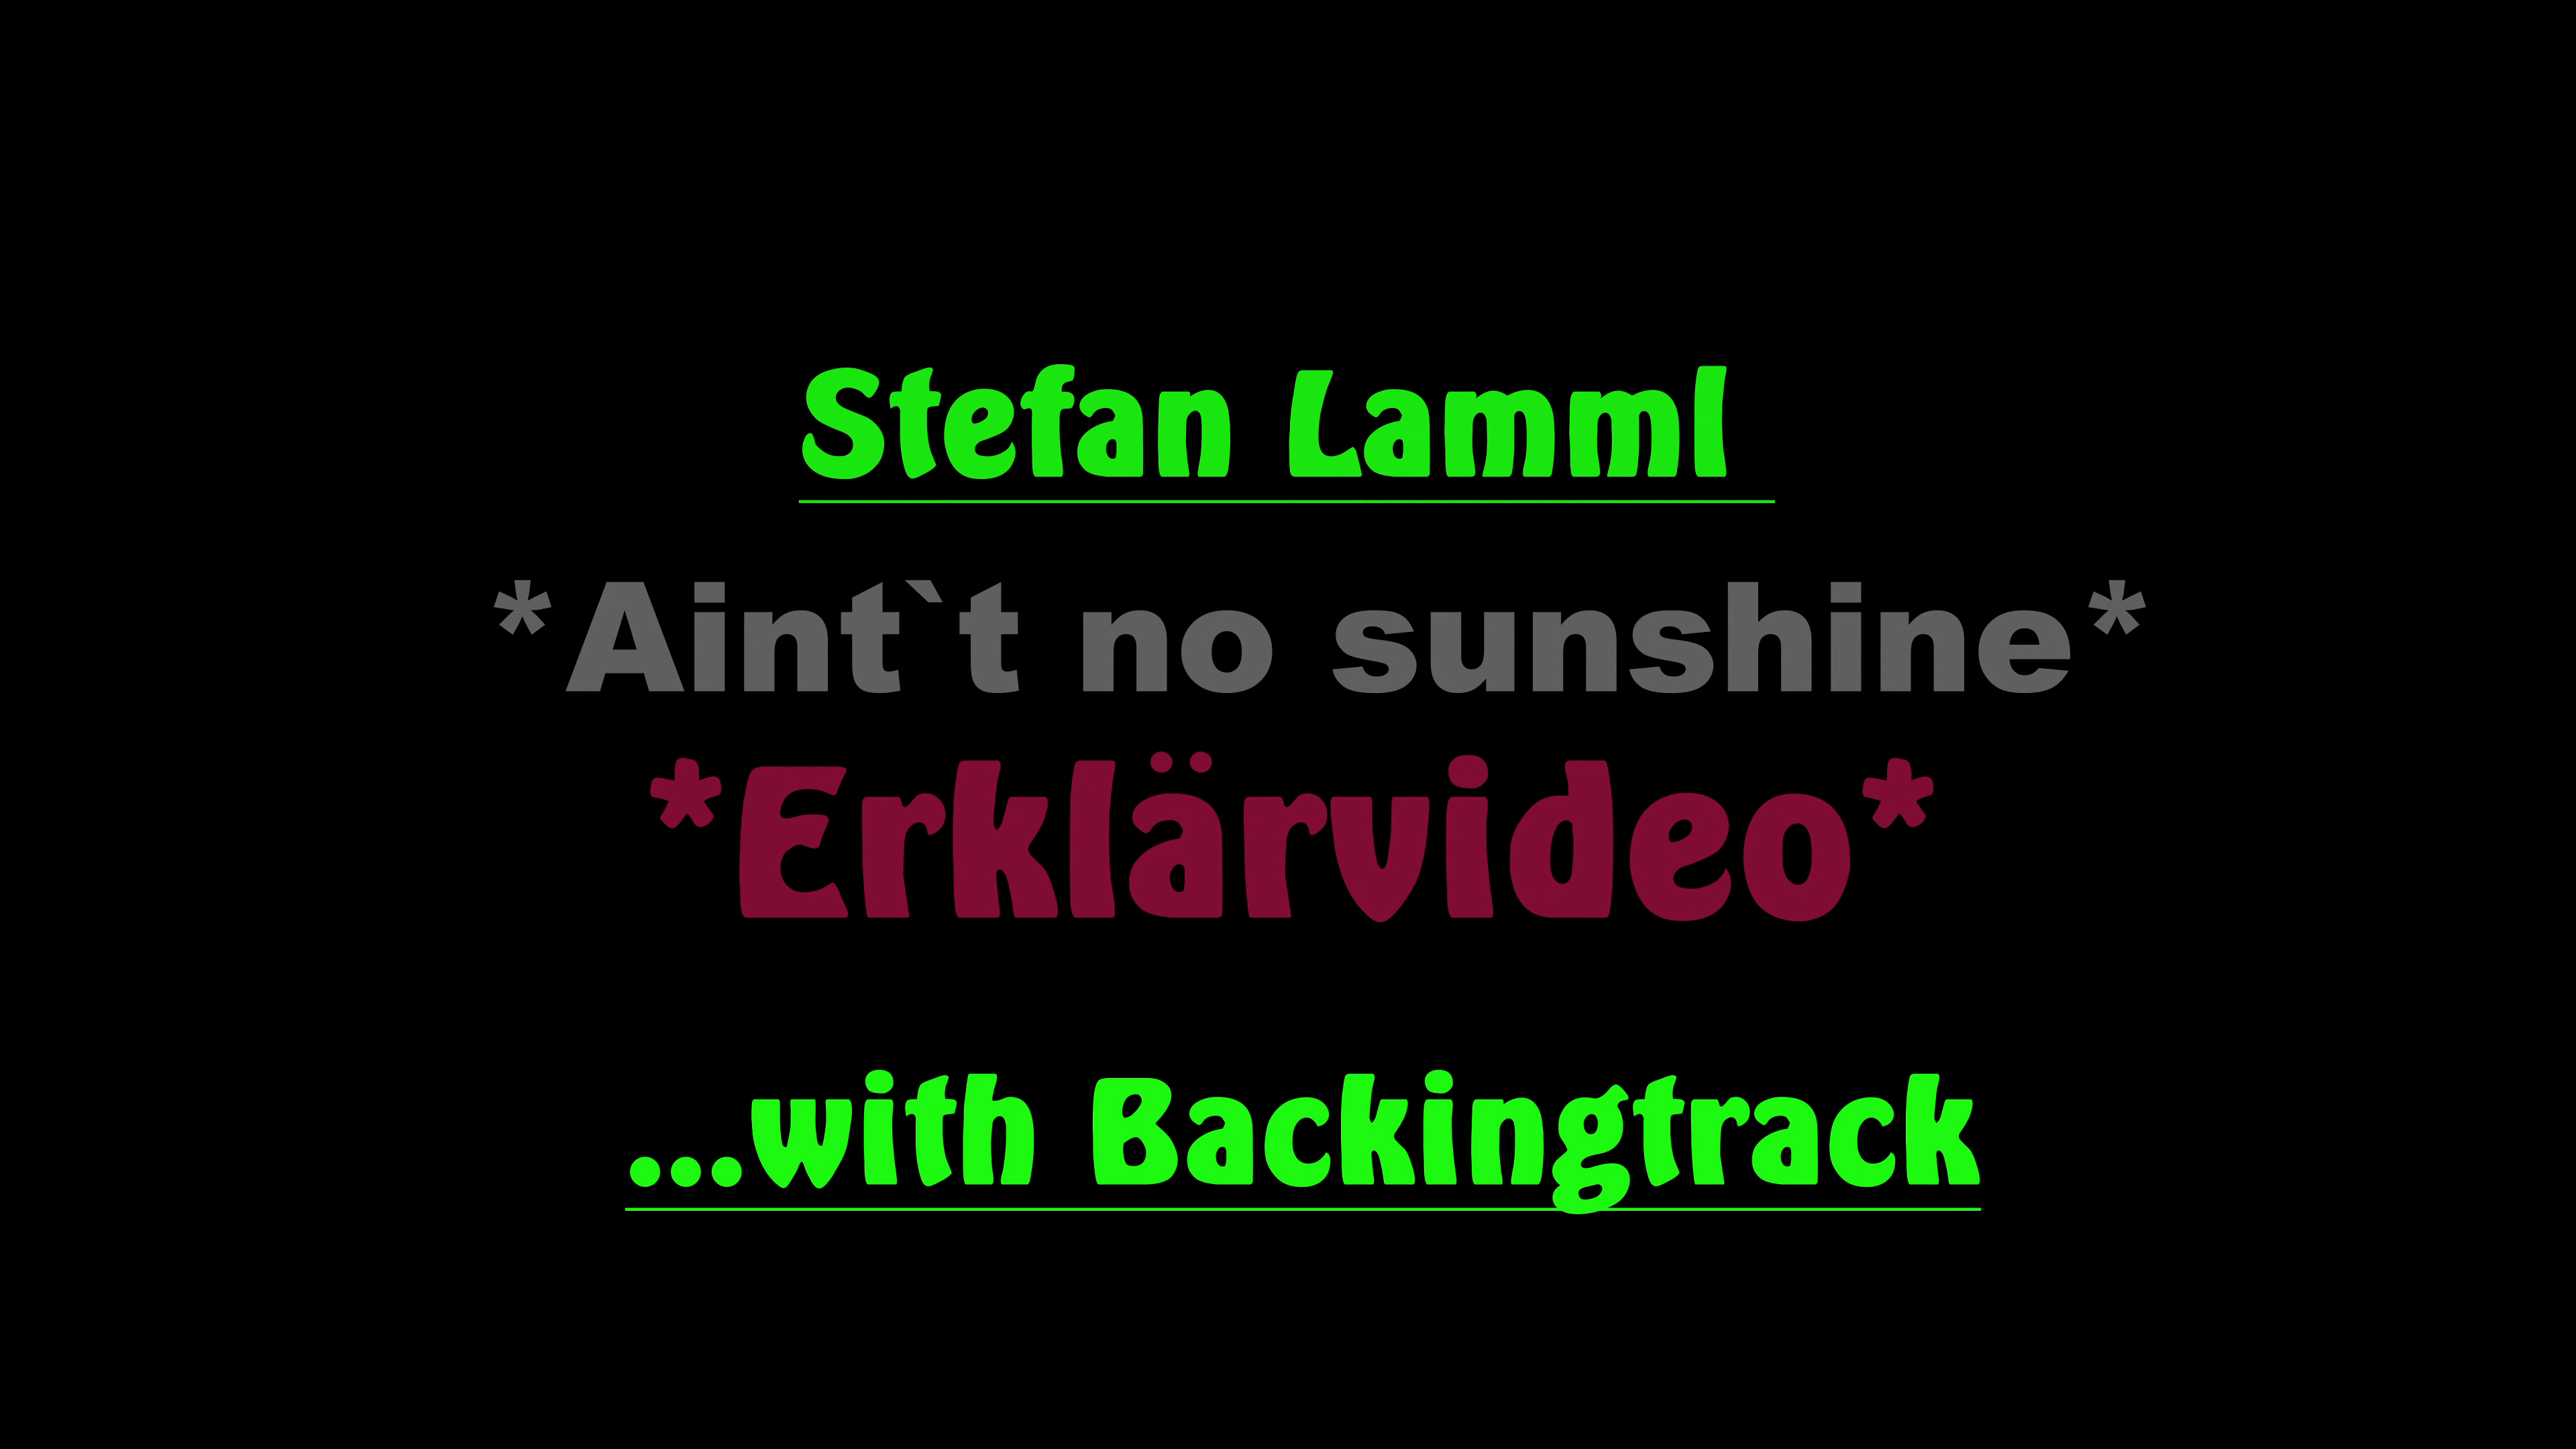 Stefan Lamml
*Aint`t no sunshine*
*Erklärvideo*
...with Backingtrack